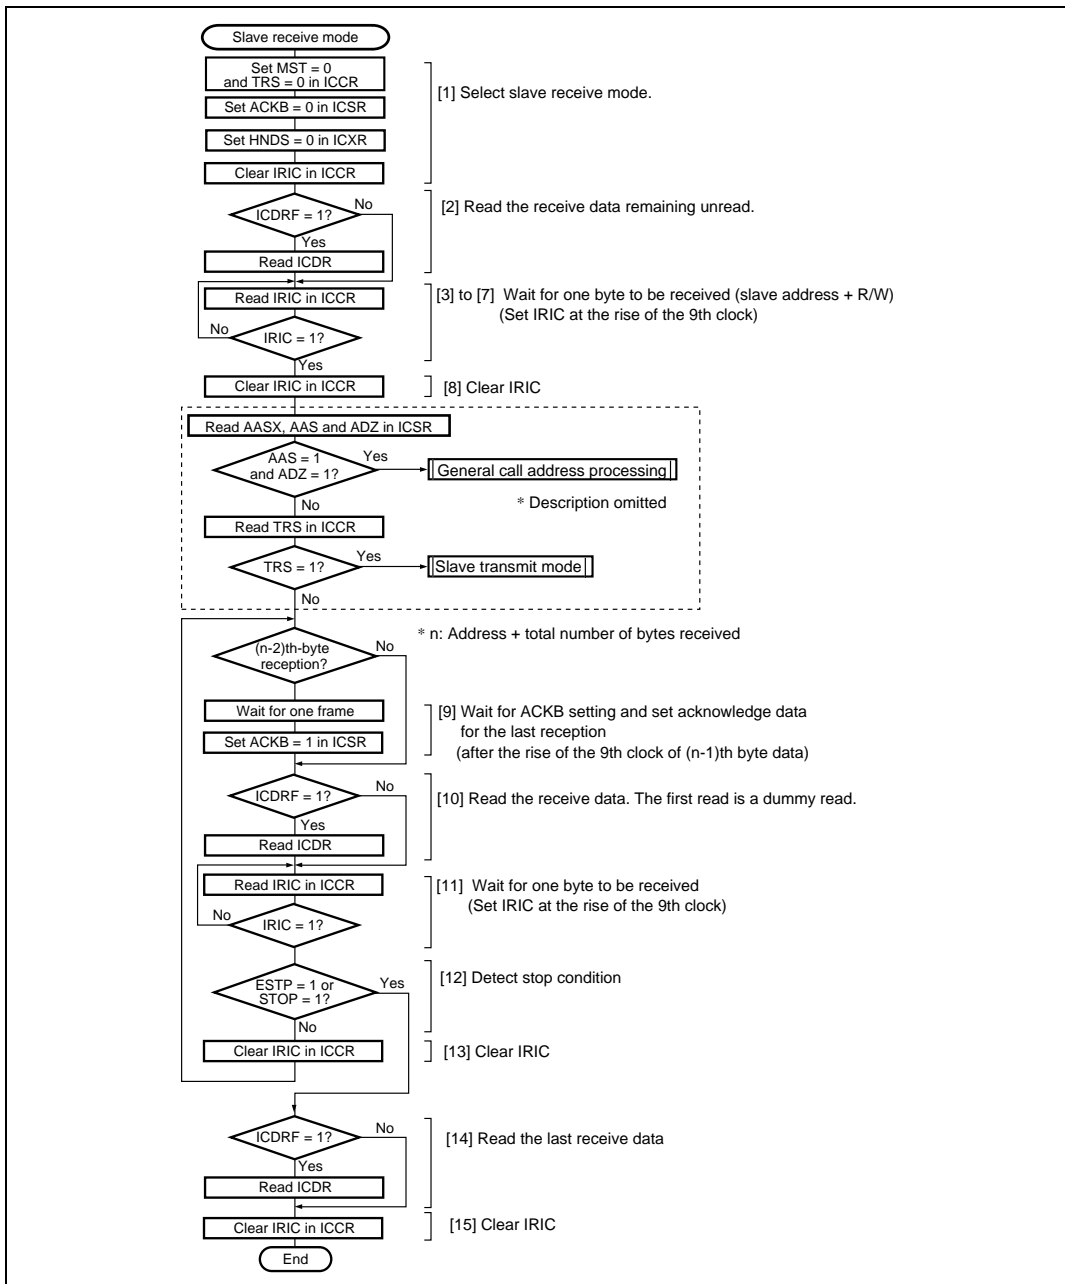 Slave receive mode
Set MST = 0
and TRS = 0 in ICCR
[1] Select slave receive mode.
Set ACKB = 0 in ICSR
Set HNDS = 0 in ICXR
Clear IRIC in ICCR
ICDRF = 1?
No
[2] Read the receive data remaining unread.
Yes
Read ICDR
Read IRIC in ICCR
[3] to [7] Wait for one byte to be received (slave address + R/W)
(Set IRIC at the rise of the 9th clock)
No
IRIC = 1?
Yes
Clear IRIC in ICCR
[8] Clear IRIC
Read AASX, AAS and ADZ in ICSR
AAS = 1
and ADZ = 1?
Yes
General call address processing
* Description omitted
No
Read TRS in ICCR
TRS = 1?
Yes
Slave transmit mode
No
* n: Address + total number of bytes received
(n-2)th-byte
reception?
No
Wait for one frame
Set ACKB = 1 in ICSR
[9] Wait for ACKB setting and set acknowledge data
for the last reception
(after the rise of the 9th clock of (n-1)th byte data)
ICDRF = 1?
No
[10] Read the receive data. The first read is a dummy read.
Yes
Read ICDR
Read IRIC in ICCR
[11] Wait for one byte to be received
(Set IRIC at the rise of the 9th clock)
No
IRIC = 1?
ESTP = 1 or
STOP = 1?
Yes
[12] Detect stop condition
No
Clear IRIC in ICCR
[13] Clear IRIC
ICDRF = 1?
No
[14] Read the last receive data
Yes
Read ICDR
Clear IRIC in ICCR
[15] Clear IRIC
End